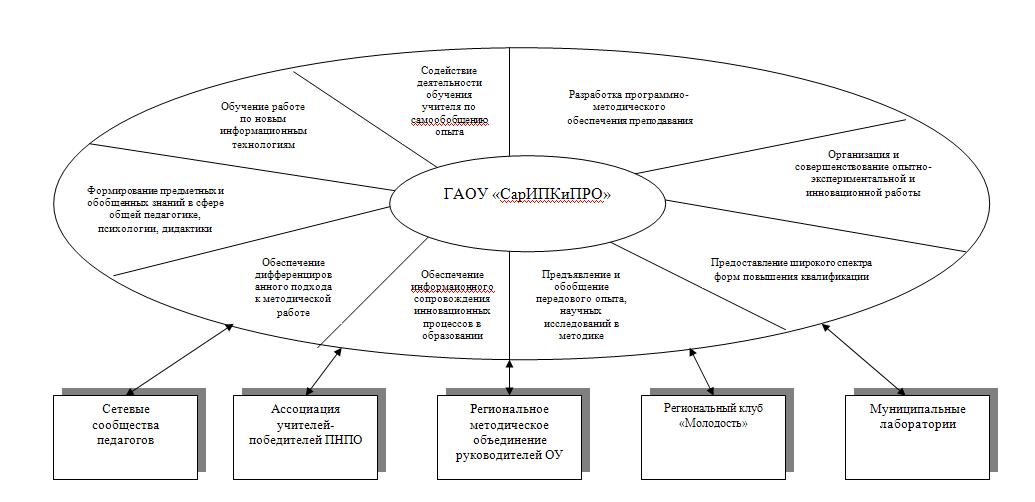 Содействие
деятельности
обучения
учителя по
самообобщению
опыта
Разработка программно-
методического
обеспечения преподавания
Обучение работе
по новым
информационным
технологиям
Организация и
совершенствование опытно-
экспериментальной и
инновационной работы
ГАОУ «СарИПКиПРО»
Формирование предметных и
обобщенных знаний в сфере
общей педагогике,
психологии, дидактики
Обеспечение
дифференциров
анного подхода
к методической
работе
Обеспечение
информаионного
сопровождения
инновационных
процессов в
образовании
Предъявление и
обобщение
передового опыта,
научных
исследований в
методике
Предоставление широкого спектра
форм повышения квалификации
Сетевые
сообщества
педагогов
Ассоциация
учителей-
победителей ПНПО
Региональное
методическое
объединение
руководителей ОУ
Региональный клуб
«Молодость»
Муниципальные
лаборатории